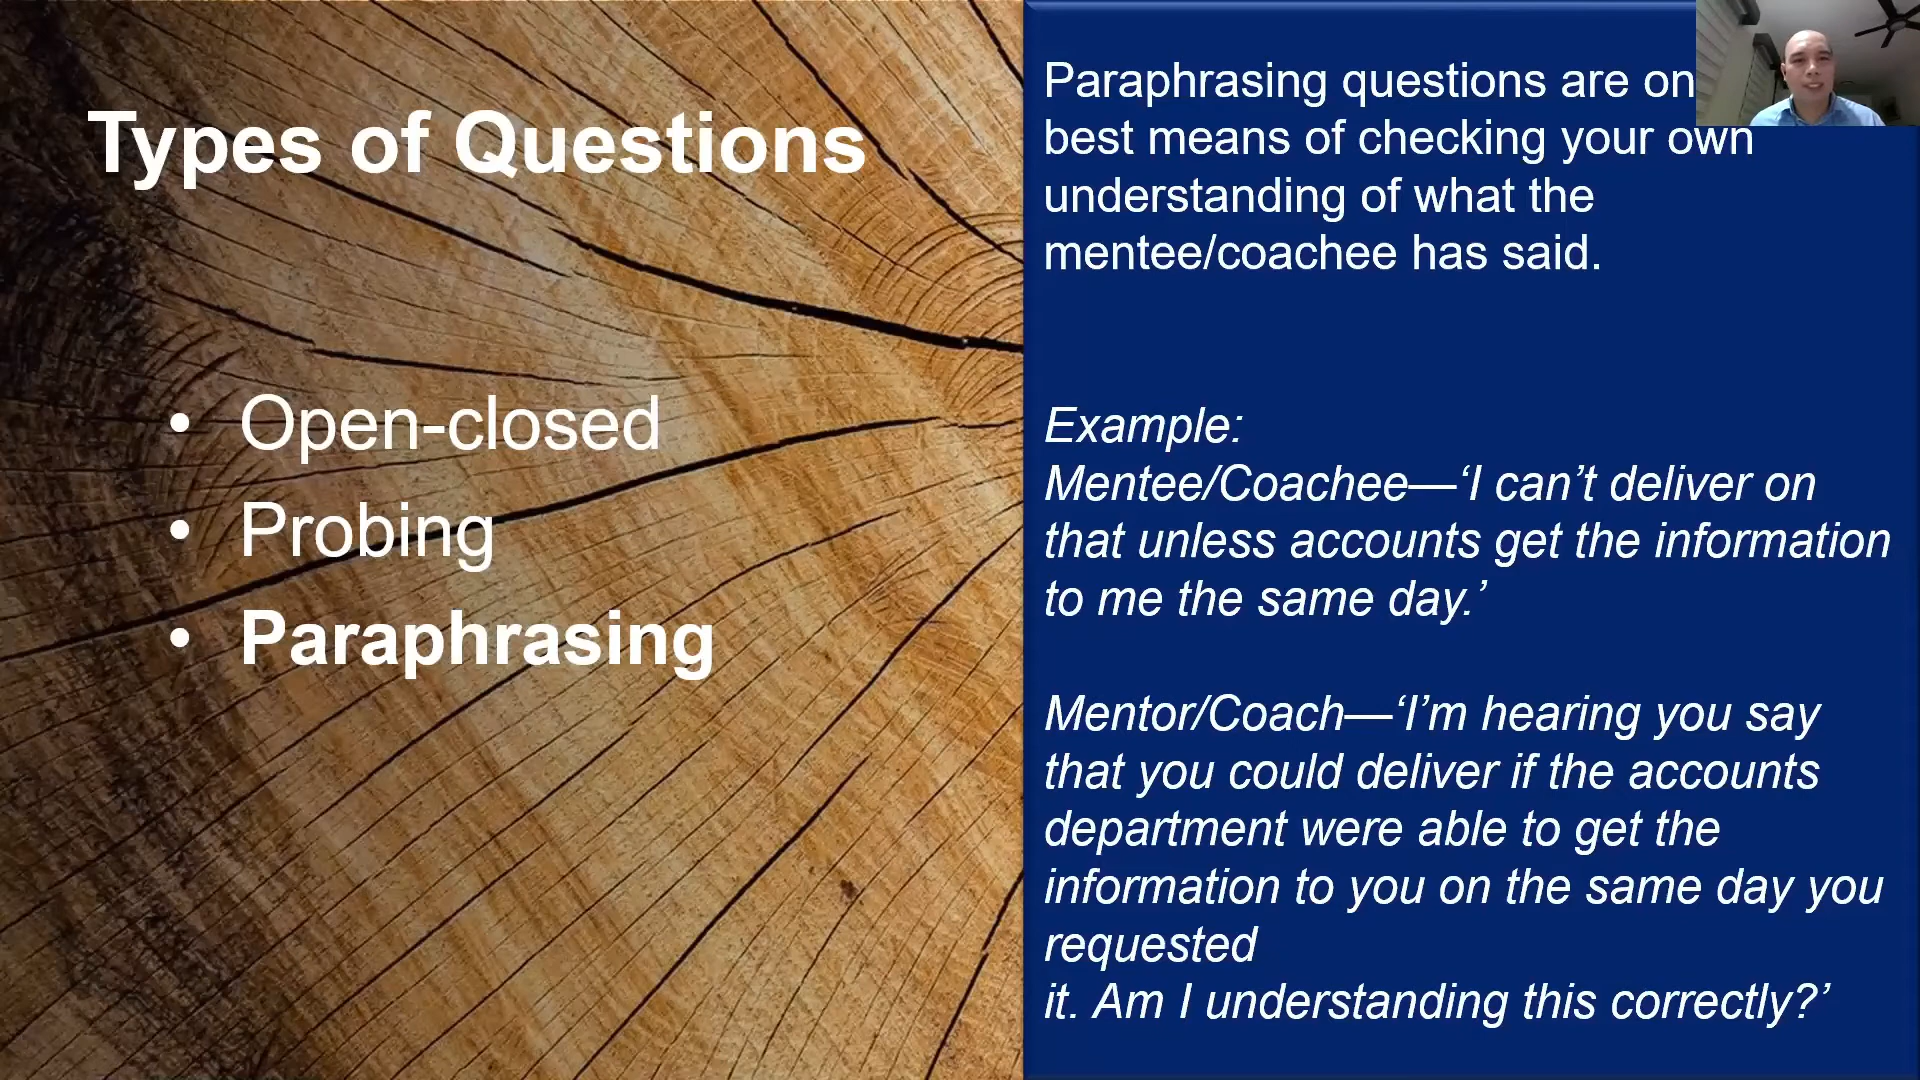 Types of Questions
• Open-closed
• Probing
• Paraphrasing
Paraphrasing questions are on
best means of checking your own
understanding of what the
mentee/coachee has said.
Example:
Mentee/Coachee—‘I can’t deliver on
that unless accounts get the information
to me the same day.’
Mentor/Coach—‘I’m hearing you say
that you could deliver if the accounts
department were able to get the
information to you on the same day you
requested
it. Am I understanding this correctly?’